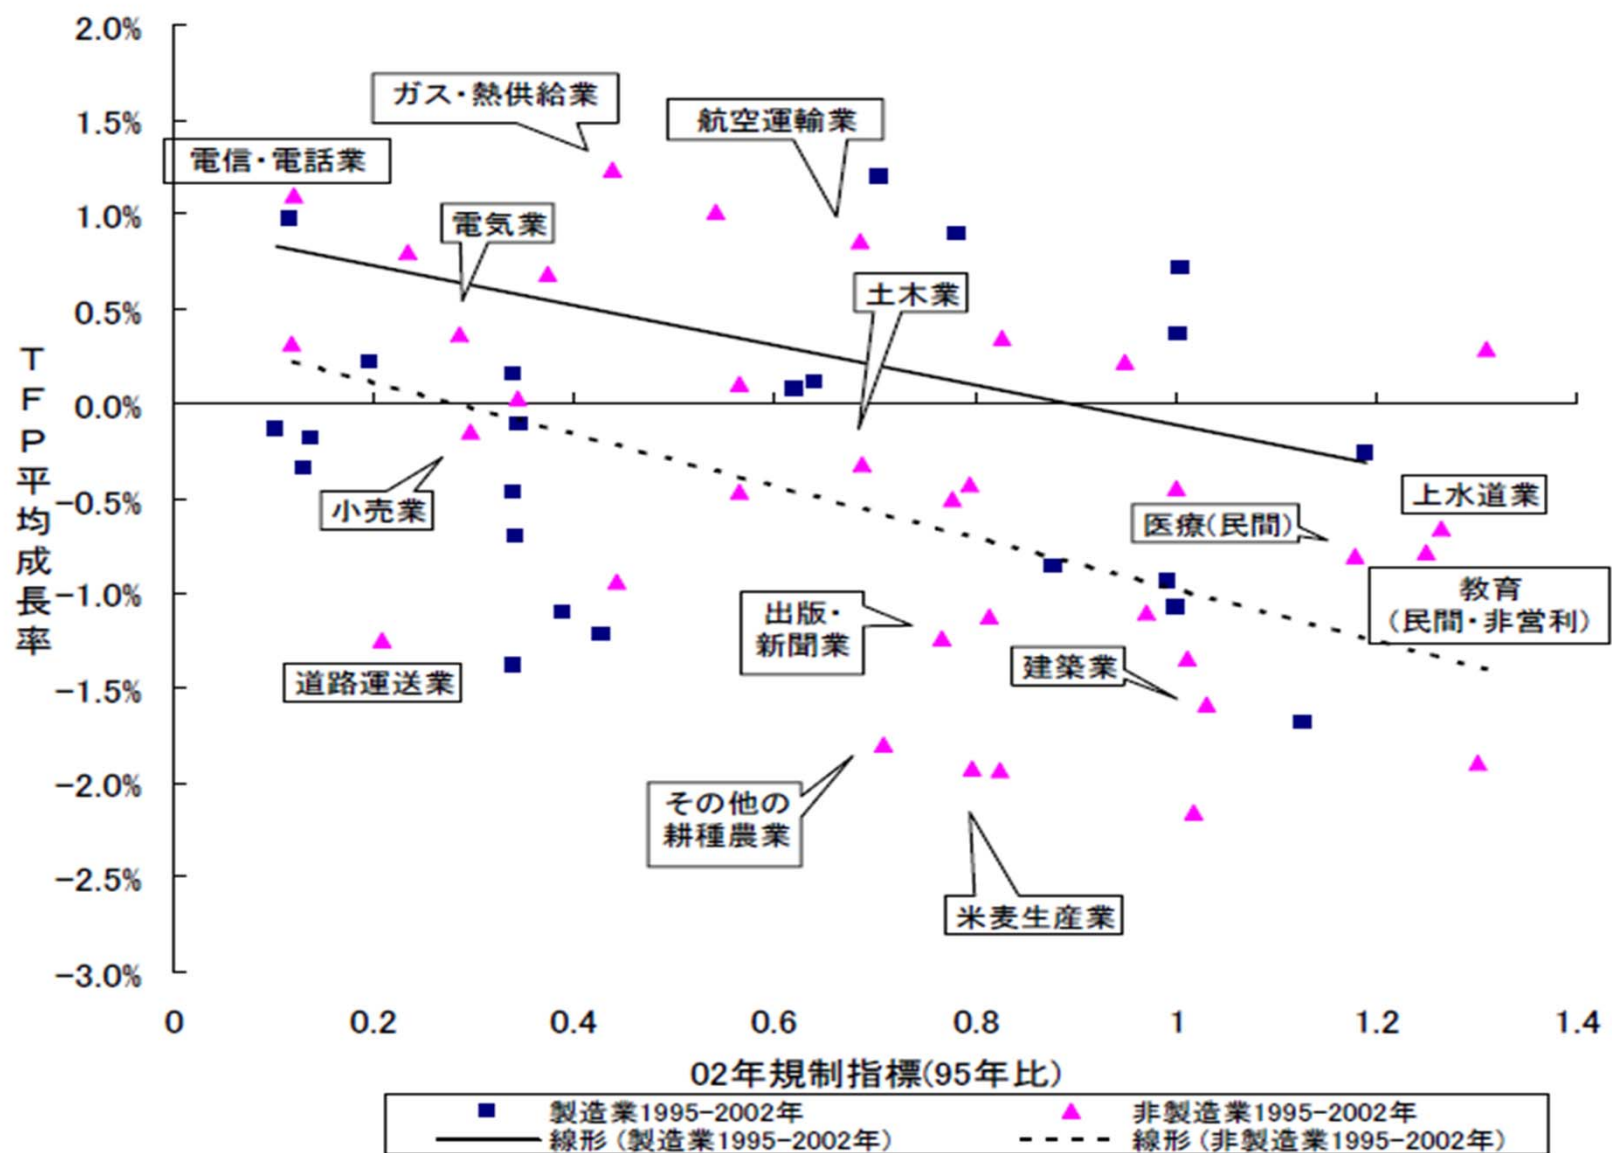 2.0%
1.5%
1.0%
0.5%
0.0%
-0.5%
-1.0%
-1.5%
-2.0%
-2.5%
-3.0%
TFP平均成長率
ガス・熱供給業
航空運輸業
電信・電話業
電気業
土木業
小売業
上水道業
医療(民間)
教育
(民間・非営利)
出版・
新聞業
建築業
道路運送業
その他の
耕種農業
米麦生産業
0 0.2 0.4 0.6 0.8 1 1.2 1.4
02年規制指標(95年比)
製造業1995-2002年 非製造業1995-2002年
線形(製造業1995-2002年) 線形(非製造業1995-2002年)